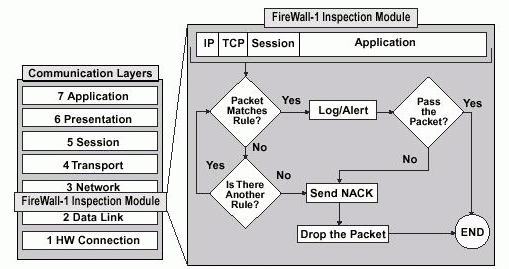 FireWall-1 Inspection Module
IP TCP Session Application
Communication Layers
7 Application
6 Presentation
5 Session
4 Transport
3 Network
FireWall-1 Inspection Module
2 Data Link
1 HW Connection
Packet
Matches
Rule?
Yes
Log/Alert
Pass
the
Packet?
Yes
No
No
Yes
Is There
Another
Rule?
No
Send NACK
Drop the Packet
END